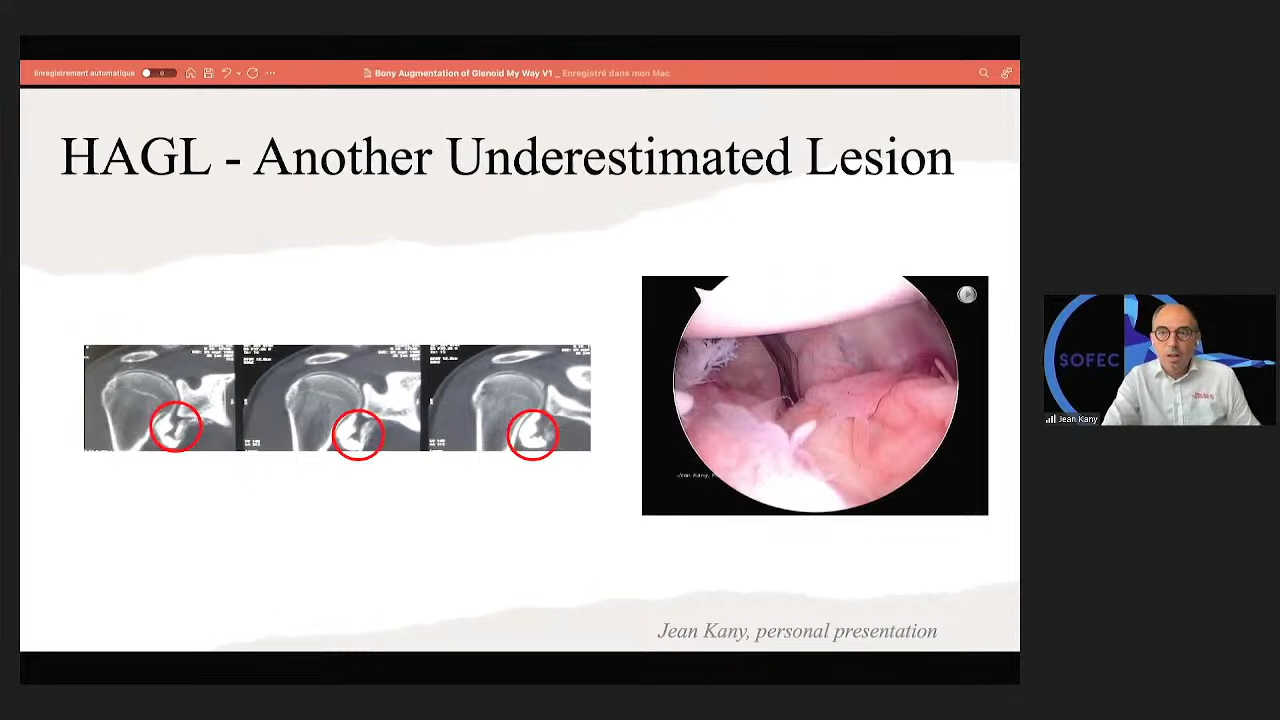 Enregistrement automatique
Bony Augmentation of Glenoid My Way V1 _ Enregistré dans mon Mac
HAGL - Another Underestimated Lesion
SOFEC
Jean Kany
Jean Kany, personal presentation